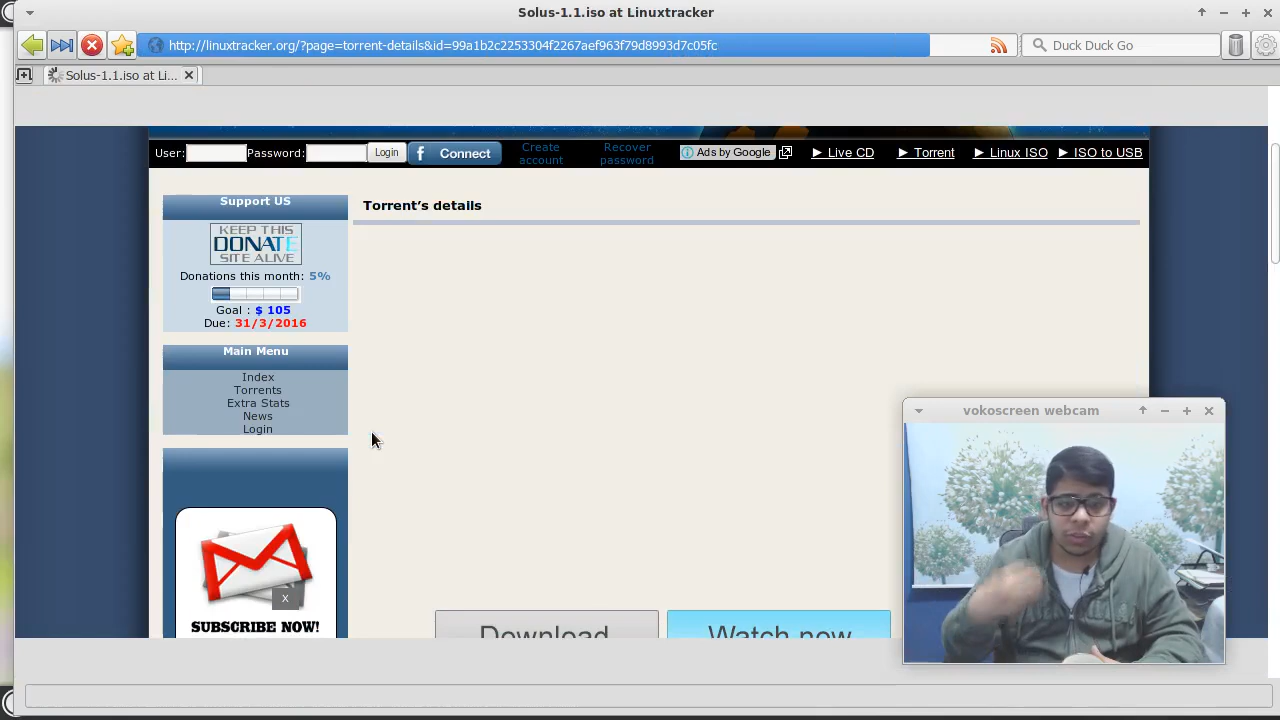 Solus-1.1.iso at Linuxtracker
http://linuxtracker.org/?page=torrent-details&id=99a1b2c2253304f2267aef963f79d8993d7c05fc
Duck Duck Go
Solus-1.1.iso at Li...
User:
Password:
Login
f Connect
Create
account
Recover
password
Ads by Google
Live CD
Torrent
Linux ISO
ISO to USB
Support US
KEEP THIS
DONATE
SITE ALIVE
Donations this month: 5%
Goal : $ 105
Due: 31/3/2016
Main Menu
Index
Torrents
Extra Stats
News
Login
X
SUBSCRIBE NOW!
Torrent's details
Download
Watch now
vokoscreen webcam